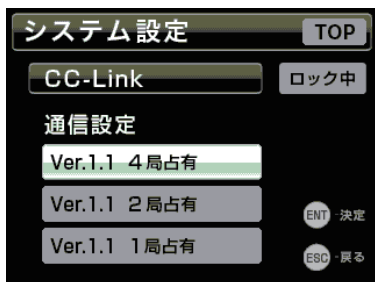 システム設定 TOP
CC-Link ロック中
通信設定
Ver.1.1 4局占有
Ver.1.1 2局占有
ENT -決定
Ver.1.1 1局占有
ESC -戻る